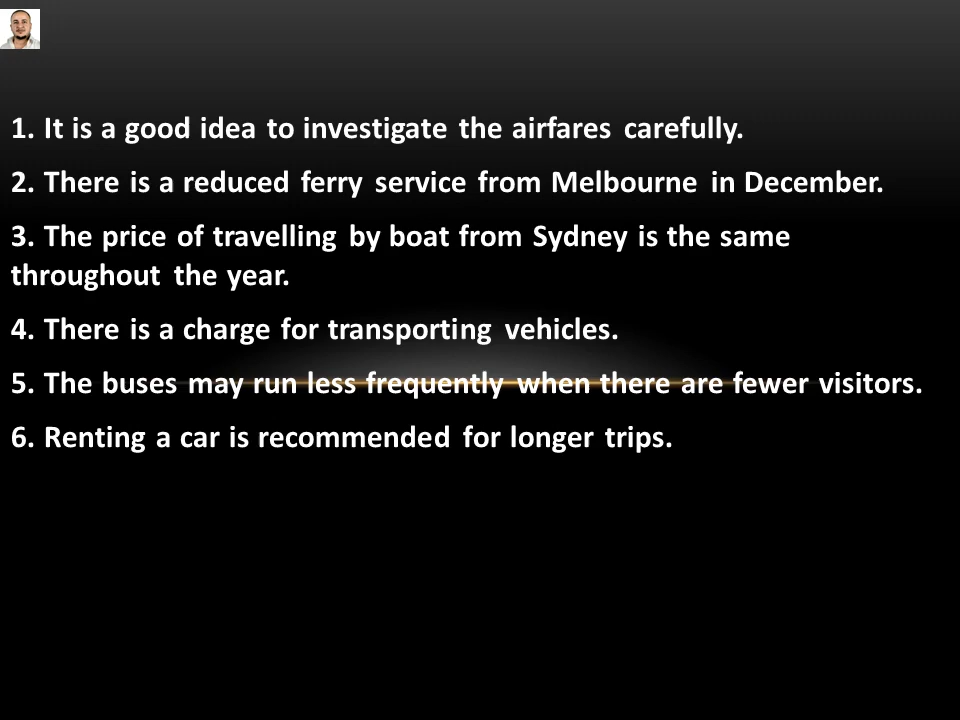 1. It is a good idea to investigate the airfares carefully.
2. There is a reduced ferry service from Melbourne in December.
3. The price of travelling by boat from Sydney is the same
throughout the year.
4. There is a charge for transporting vehicles.
5. The buses may run less frequently when there are fewer visitors.
6. Renting a car is recommended for longer trips.